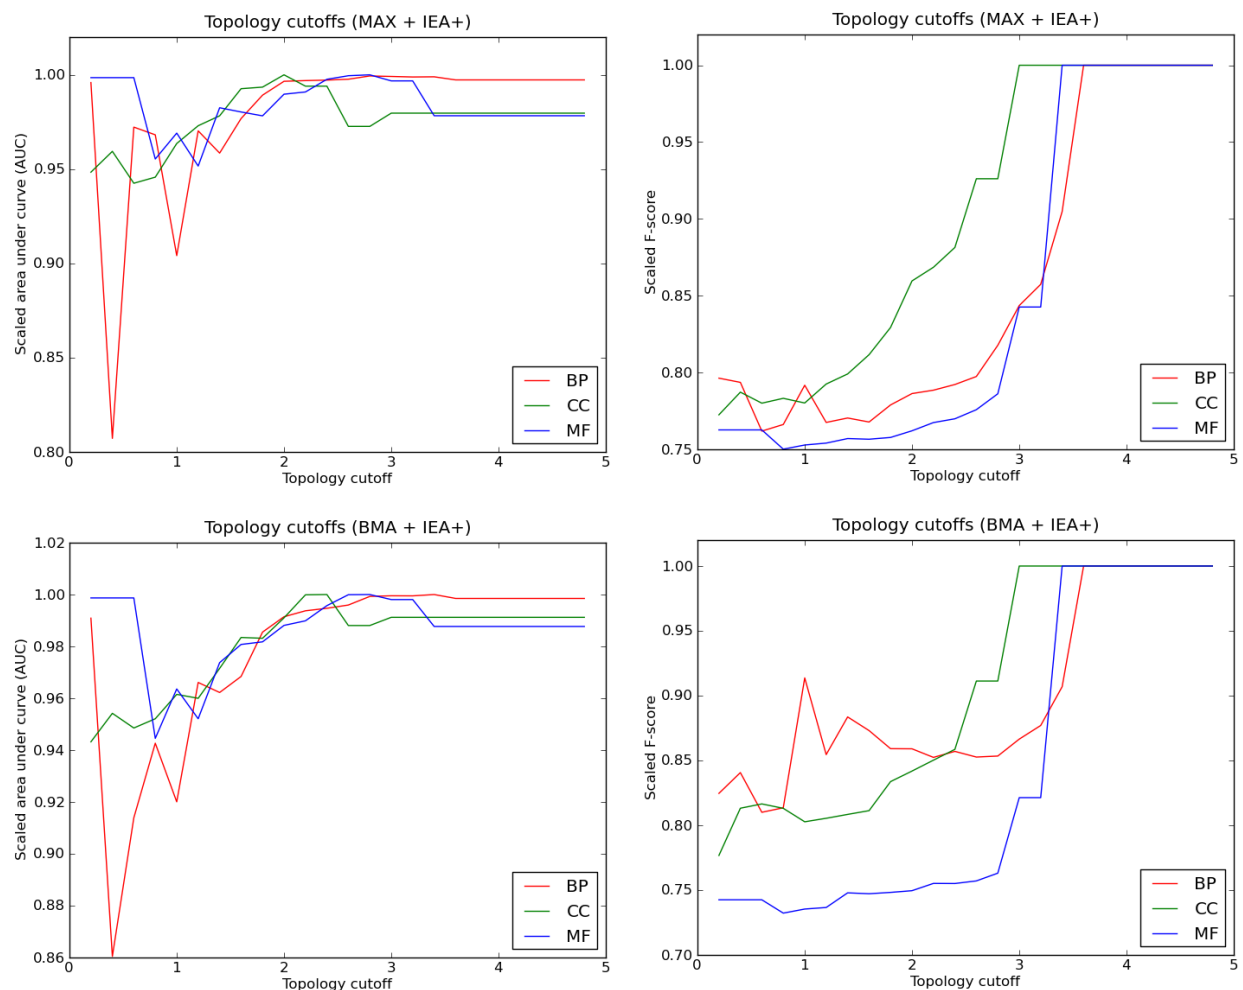 Topology cutoffs (MAX + IEA+)
Scaled area under curve (AUC)
1.00
0.95
0.90
0.85
0.80
0
1
2
3
4
5
Topology cutoff
BP
CC
MF
Topology cutoffs (MAX + IEA+)
Scaled F-score
1.00
0.95
0.90
0.85
0.80
0.75
0
1
2
3
4
5
Topology cutoff
BP
CC
MF
Topology cutoffs (BMA + IEA+)
Scaled area under curve (AUC)
1.02
1.00
0.98
0.96
0.94
0.92
0.90
0.88
0.86
0
1
2
3
4
5
Topology cutoff
BP
CC
MF
Topology cutoffs (BMA + IEA+)
Scaled F-score
1.00
0.95
0.90
0.85
0.80
0.75
0.70
0
1
2
3
4
5
Topology cutoff
BP
CC
MF